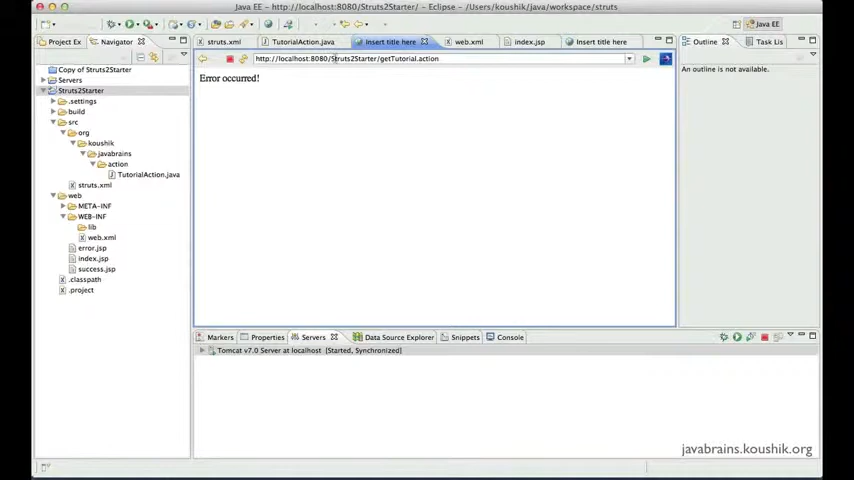 Java EE - http://localhost:8080/Struts2Starter/ - Eclipse - /Users/koushik/java/workspace/struts
Java EE
Project Ex
Navigator
struts.xml
TutorialAction.java
Insert title here
web.xml
index.jsp
Insert title here
Outline
Task Lis
http://localhost:8080/Struts2Starter/getTutorial.action
Error occurred!
An outline is not available.
Copy of Struts2Starter
Servers
Struts2Starter
.settings
build
src
org
koushik
javabrains
action
TutorialAction.java
struts.xml
web
META-INF
WEB-INF
lib
web.xml
error.jsp
index.jsp
success.jsp
.classpath
.project
Markers
Properties
Servers
Data Source Explorer
Snippets
Console
Tomcat v7.0 Server at localhost [Started, Synchronized]
javabrains.koushik.org